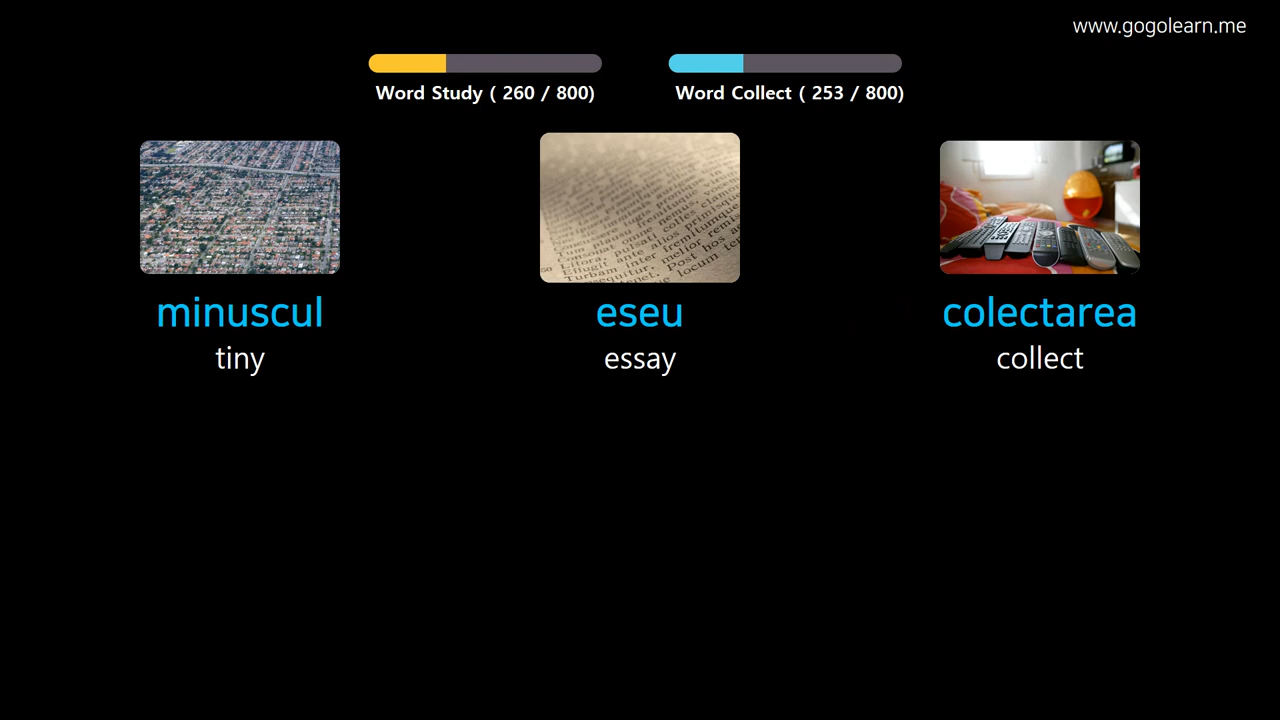 www.gogolearn.me
Word Study ( 260 / 800)
Word Collect ( 253 / 800)
minuscul
eseu
colectarea
tiny
essay
collect